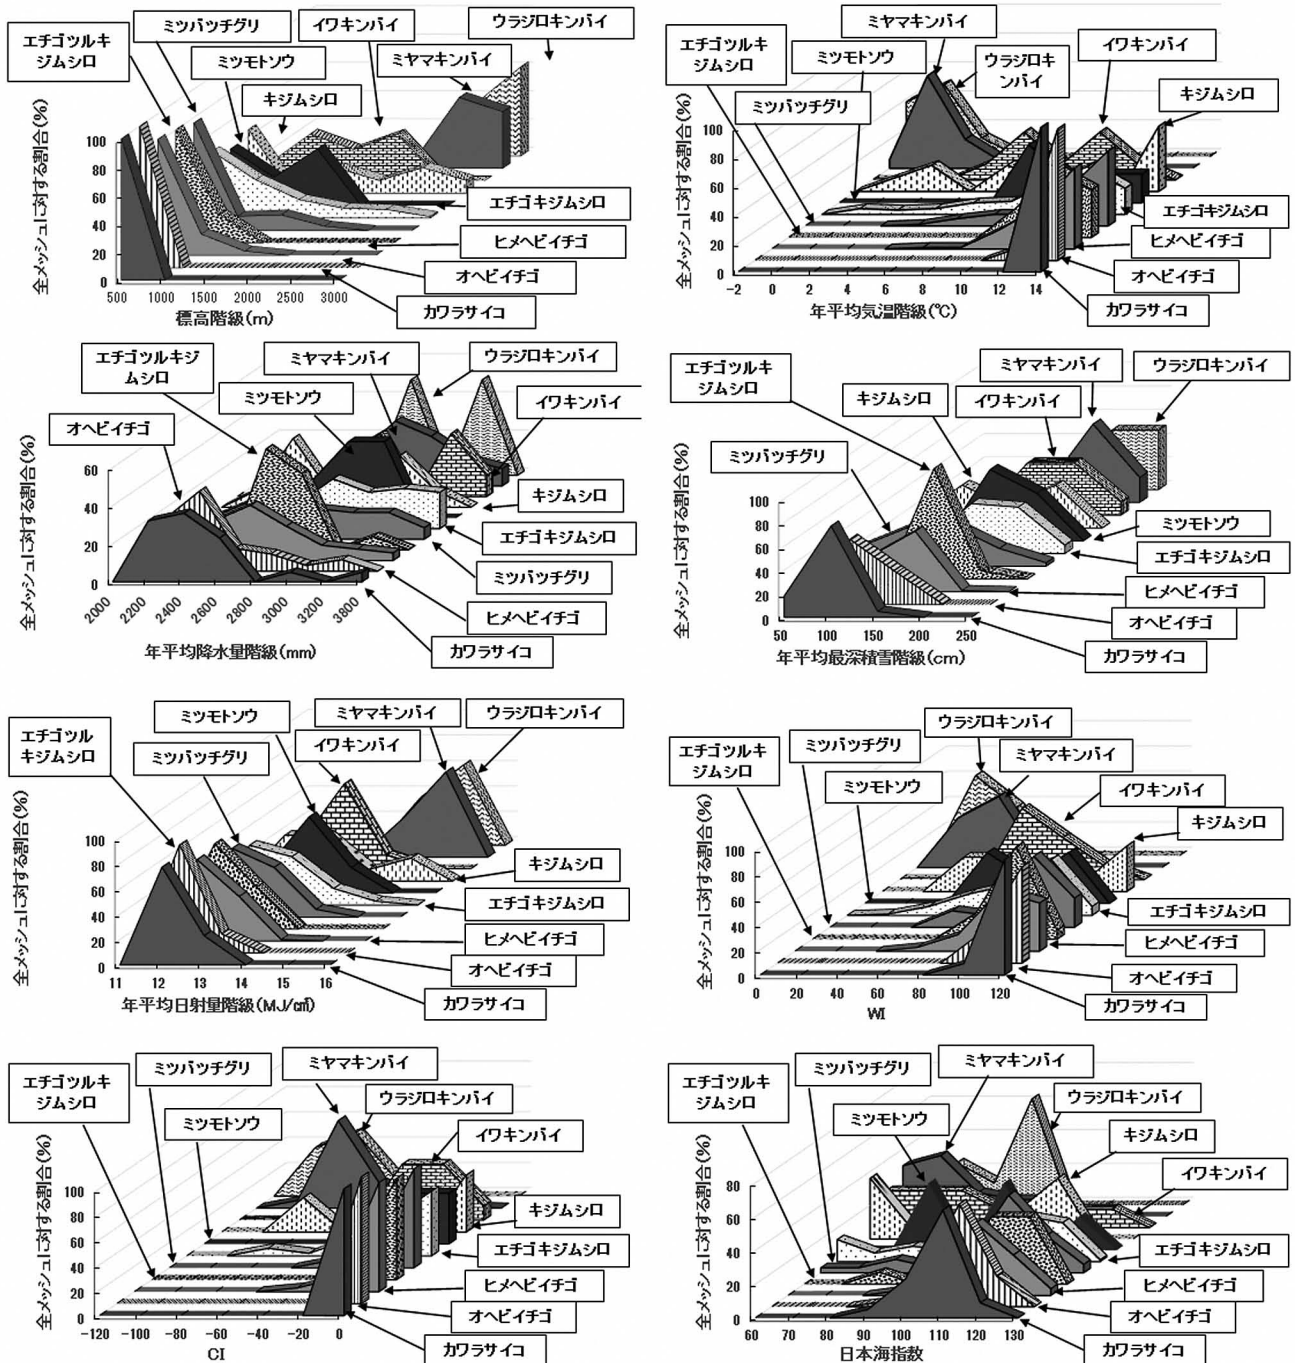 エチゴツルキ
ジムシロ
ミツバツチグリ
ミツモトソウ
キジムシロ
イワキンバイ
ミヤマキンバイ
ウラジロキンバイ
全メッシュに対する割合(%)
100
80
60
40
20
0
500
1000
1500
2000
2500
3000
標高階級(m)
エチゴキジムシロ
ヒメヘビイチゴ
オヘビイチゴ
カワラサイコ
エチゴツルキ
ジムシロ
ミツバツチグリ
ミツモトソウ
ミヤマキンバイ
ウラジロキ
ンバイ
イワキンバイ
キジムシロ
全メッシュに対する割合(%)
100
80
60
40
20
0
-2
0
2
4
6
8
10
12
14
年平均気温階級(℃)
エチゴキジムシロ
ヒメヘビイチゴ
オヘビイチゴ
カワラサイコ
エチゴツルキジ
ムシロ
オヘビイチゴ
ミツモトソウ
ミヤマキンバイ
ウラジロキンバイ
イワキンバイ
全メッシュに対する割合(%)
60
40
20
0
2000
2200
2400
2600
2800
3000
3200
3800
年平均降水量階級(mm)
キジムシロ
エチゴキジムシロ
ミツバツチグリ
ヒメヘビイチゴ
カワラサイコ
エチゴツルキ
ジムシロ
ミツバツチグリ
キジムシロ
イワキンバイ
ミヤマキンバイ
ウラジロキンバイ
全メッシュに対する割合(%)
100
80
60
40
20
0
50
100
150
200
250
年平均最深積雪階級(cm)
ミツモトソウ
エチゴキジムシロ
ヒメヘビイチゴ
オヘビイチゴ
カワラサイコ
エチゴツル
キジムシロ
ミツバツチグリ
ミツモトソウ
イワキンバイ
ミヤマキンバイ
ウラジロキンバイ
全メッシュに対する割合(%)
100
80
60
40
20
0
11
12
13
14
15
16
年平均日射量階級(MJ/㎡)
キジムシロ
エチゴキジムシロ
ヒメヘビイチゴ
オヘビイチゴ
カワラサイコ
エチゴツルキ
ジムシロ
ミツバツチグリ
ミツモトソウ
ウラジロキンバイ
ミヤマキンバイ
イワキンバイ
キジムシロ
全メッシュに対する割合(%)
100
80
60
40
20
0
0
20
40
60
80
100
120
WI
エチゴキジムシロ
ヒメヘビイチゴ
オヘビイチゴ
カワラサイコ
エチゴツルキ
ジムシロ
ミツバツチグリ
ミツモトソウ
ミヤマキンバイ
ウラジロキンバイ
イワキンバイ
全メッシュに対する割合(%)
100
80
60
40
20
0
-120
-100
-80
-60
-40
-20
0
CI
キジムシロ
エチゴキジムシロ
ヒメヘビイチゴ
オヘビイチゴ
カワラサイコ
エチゴツルキ
ジムシロ
ミツバツチグリ
ミツモトソウ
ミヤマキンバイ
ウラジロキンバイ
キジムシロ
イワキンバイ
全メッシュに対する割合(%)
80
60
40
20
0
60
70
80
90
100
110
120
130
日本海指数
エチゴキジムシロ
ヒメヘビイチゴ
オヘビイチゴ
カワラサイコ